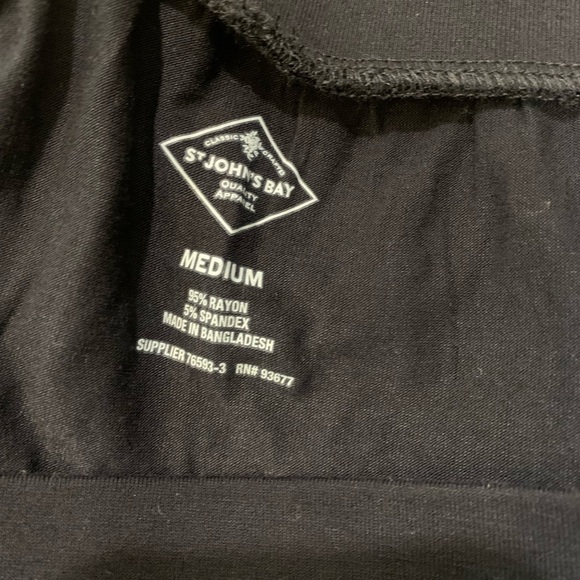 CLASSIC
ST JOHN'S BAY
QUALITY
APPAREL
MEDIUM
95% RAYON
5% SPANDEX
MADE IN BANGLADESH
SUPPLIER 76593-3 RN# 93677